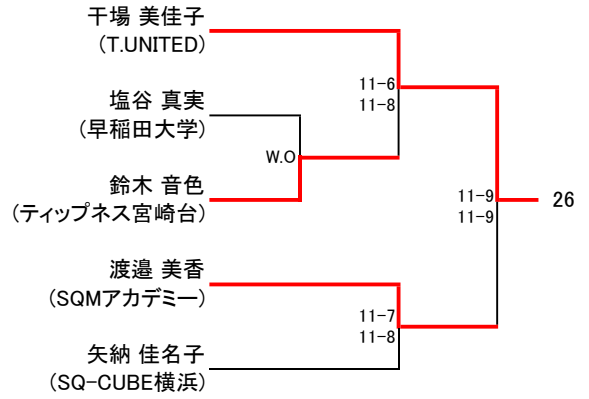 干場 美佳子
(T.UNITED)
11-6
11-8
塩谷 真実
(早稲田大学)
W.O
鈴木 音色
(ティップネス宮崎台)
11-9
11-9
26
渡邉 美香
(SQMアカデミー)
11-7
11-8
矢納 佳名子
(SQ-CUBE横浜)